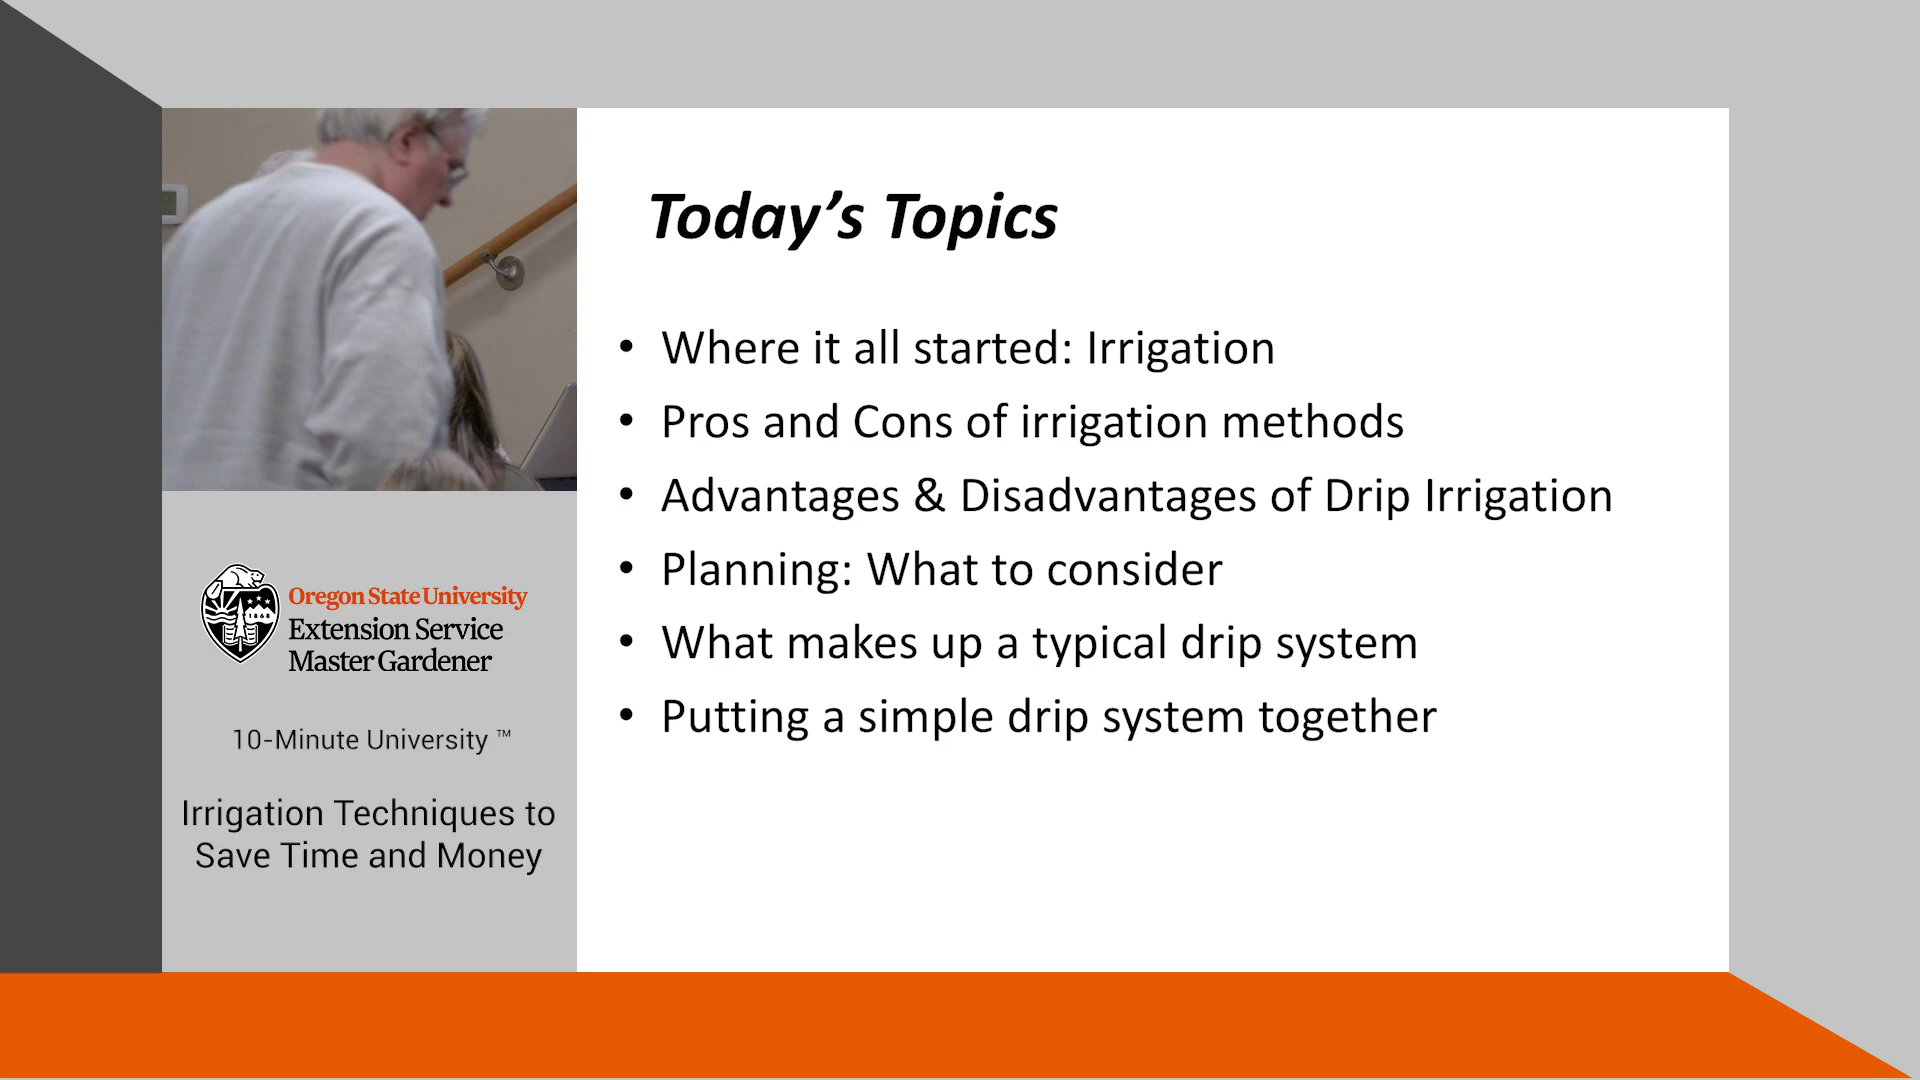 Today’s Topics
• Where it all started: Irrigation
• Pros and Cons of irrigation methods
• Advantages & Disadvantages of Drip Irrigation
• Planning: What to consider
• What makes up a typical drip system
• Putting a simple drip system together
1868
Oregon State University
Extension Service
Master Gardener
10-Minute University ™
Irrigation Techniques to
Save Time and Money